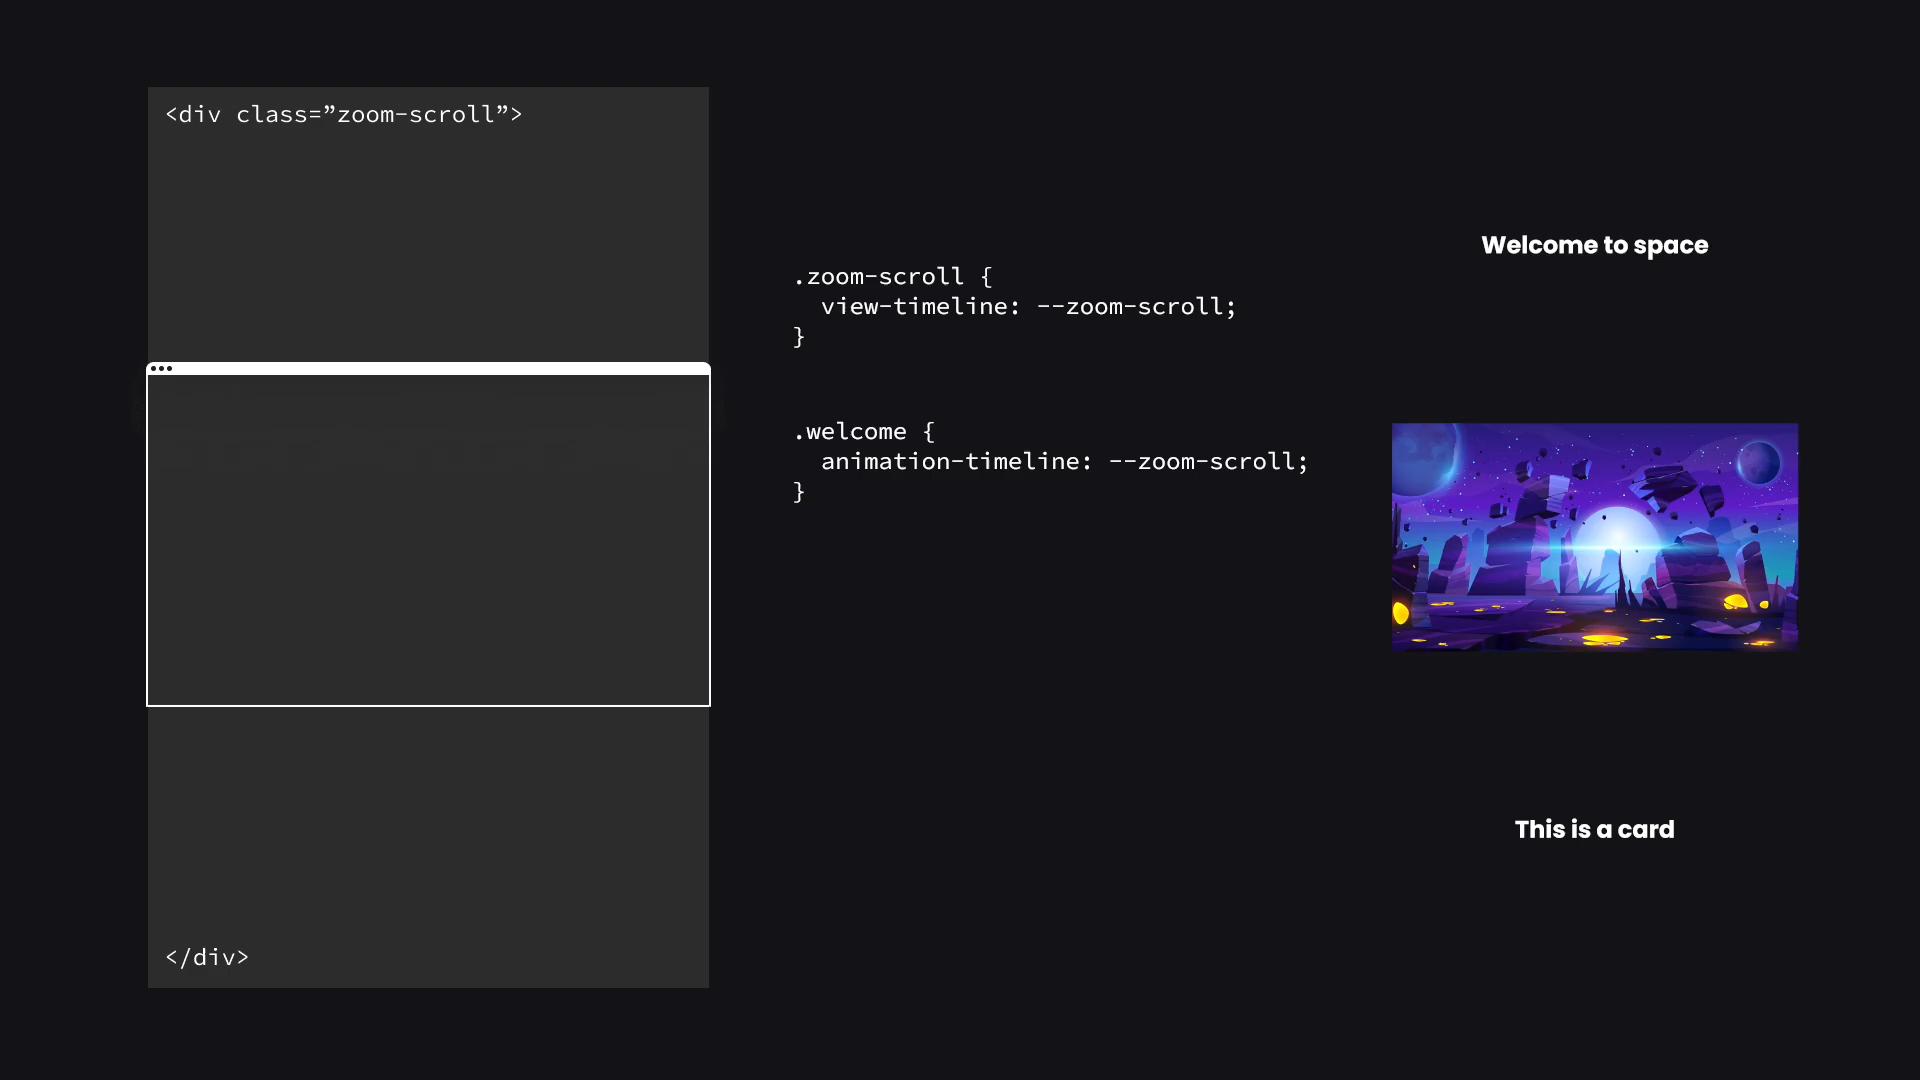 <div class=”zoom-scroll”>
</div>
.zoom-scroll {
  view-timeline: --zoom-scroll;
}
.welcome {
  animation-timeline: --zoom-scroll;
}
Welcome to space
This is a card